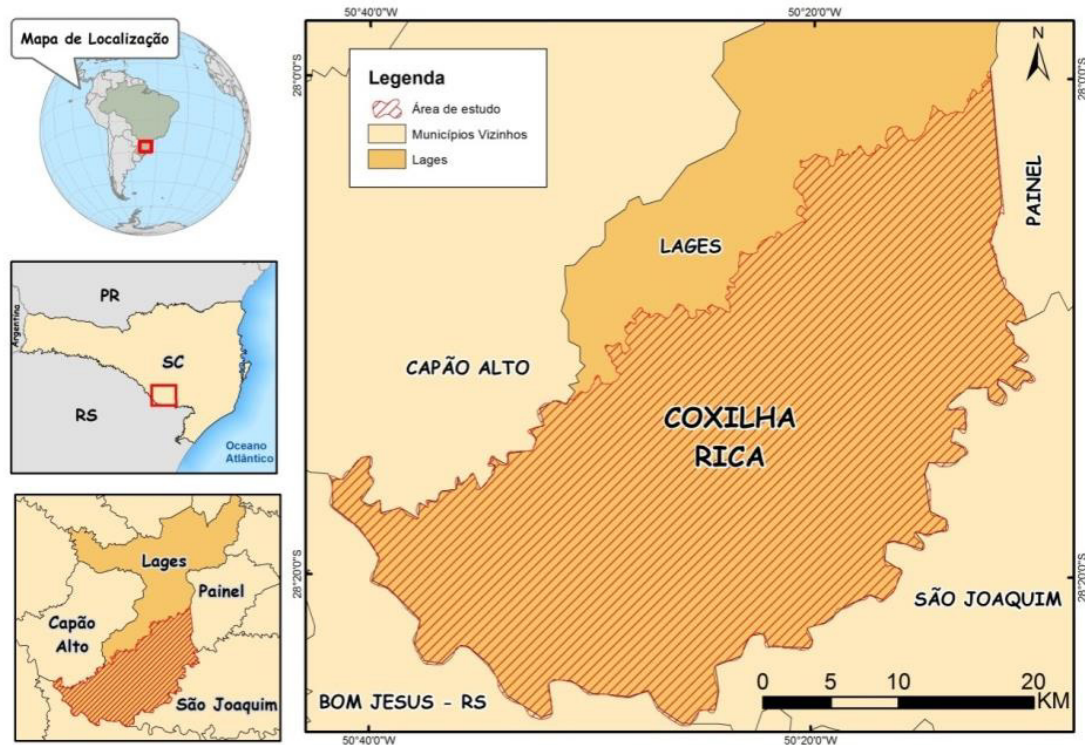 Mapa de Localização
PR
Argentina
SC
RS
Oceano
Atlântico
Lages
Painel
Capão
Alto
São Joaquim
50°40'0"W
50°20'0"W
28°0'0"S
28°0'0"S
N
Legenda
Área de estudo
Municípios Vizinhos
Lages
PAINEL
LAGES
CAPÃO ALTO
COXILHA
RICA
28°20'0"S
28°20'0"S
SÃO JOAQUIM
BOM JESUS - RS
0 5 10 20
KM
50°40'0"W
50°20'0"W